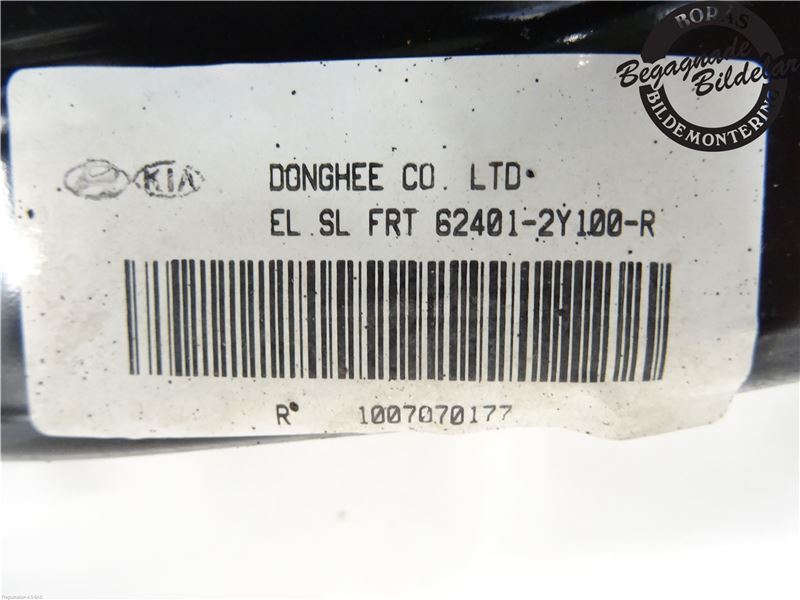 BORÅS
Begagnade
Bildelar
BILDEMONTERING
KIA
DONGHEE CO. LTD.
EL SL FRT 62401-2Y100-R
R 1007070177